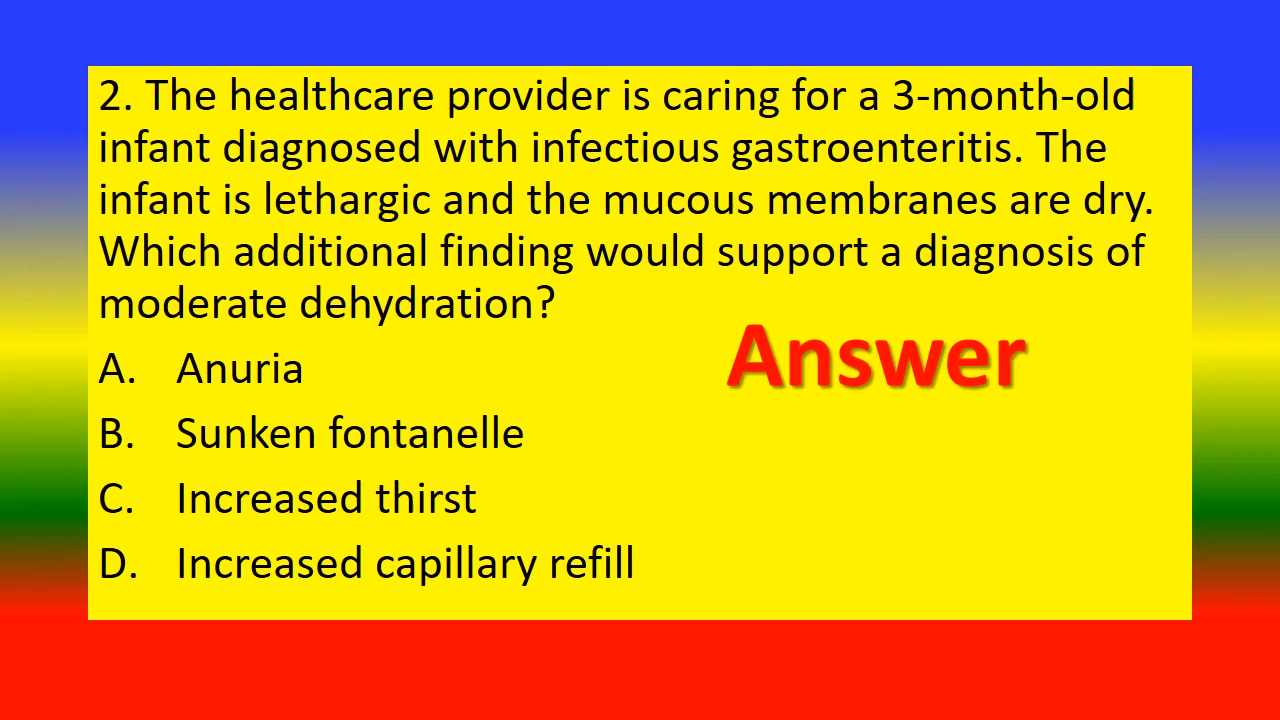 2. The healthcare provider is caring for a 3-month-old
infant diagnosed with infectious gastroenteritis. The
infant is lethargic and the mucous membranes are dry.
Which additional finding would support a diagnosis of
moderate dehydration?
A. Anuria
Answer
B. Sunken fontanelle
C. Increased thirst
D. Increased capillary refill